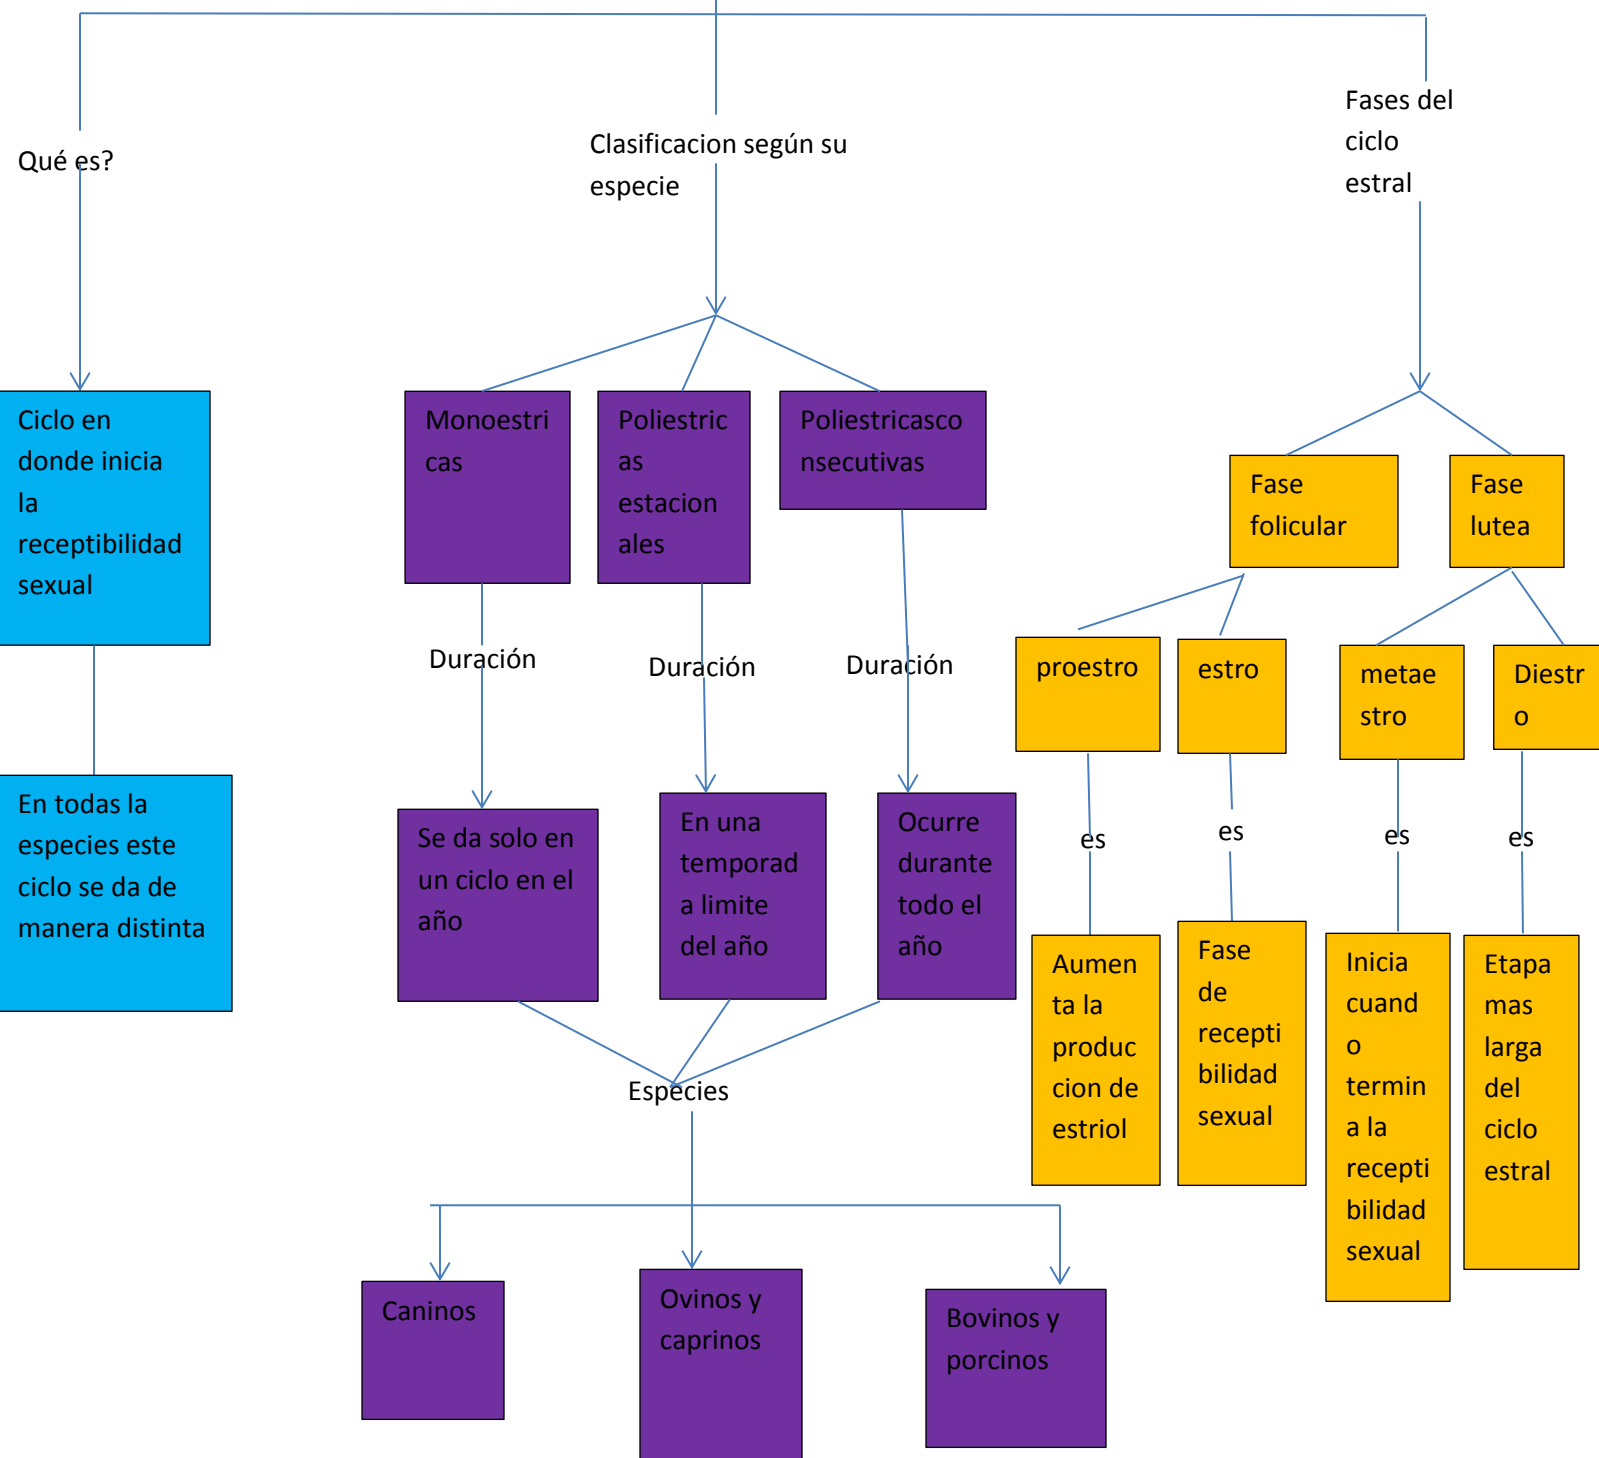 Qué es?
Clasificacion según su
especie
Fases del
ciclo
estral
Ciclo en
donde inicia
la
receptibilidad
sexual
En todas la
especies este
ciclo se da de
manera distinta
Monoestri
cas
Poliestric
as
estacion
ales
Poliestricasco
nsecutivas
Duración
Duración
Duración
Se da solo en
un ciclo en el
año
En una
temporad
a limite
del año
Ocurre
durante
todo el
año
Especies
Caninos
Ovinos y
caprinos
Bovinos y
porcinos
Fase
folicular
Fase
lutea
proestro
estro
metae
stro
Diestr
o
es
es
es
es
Aumen
ta la
produc
cion de
estriol
Fase
de
recepti
bilidad
sexual
Inicia
cuand
o
termin
a la
recepti
bilidad
sexual
Etapa
mas
larga
del
ciclo
estral